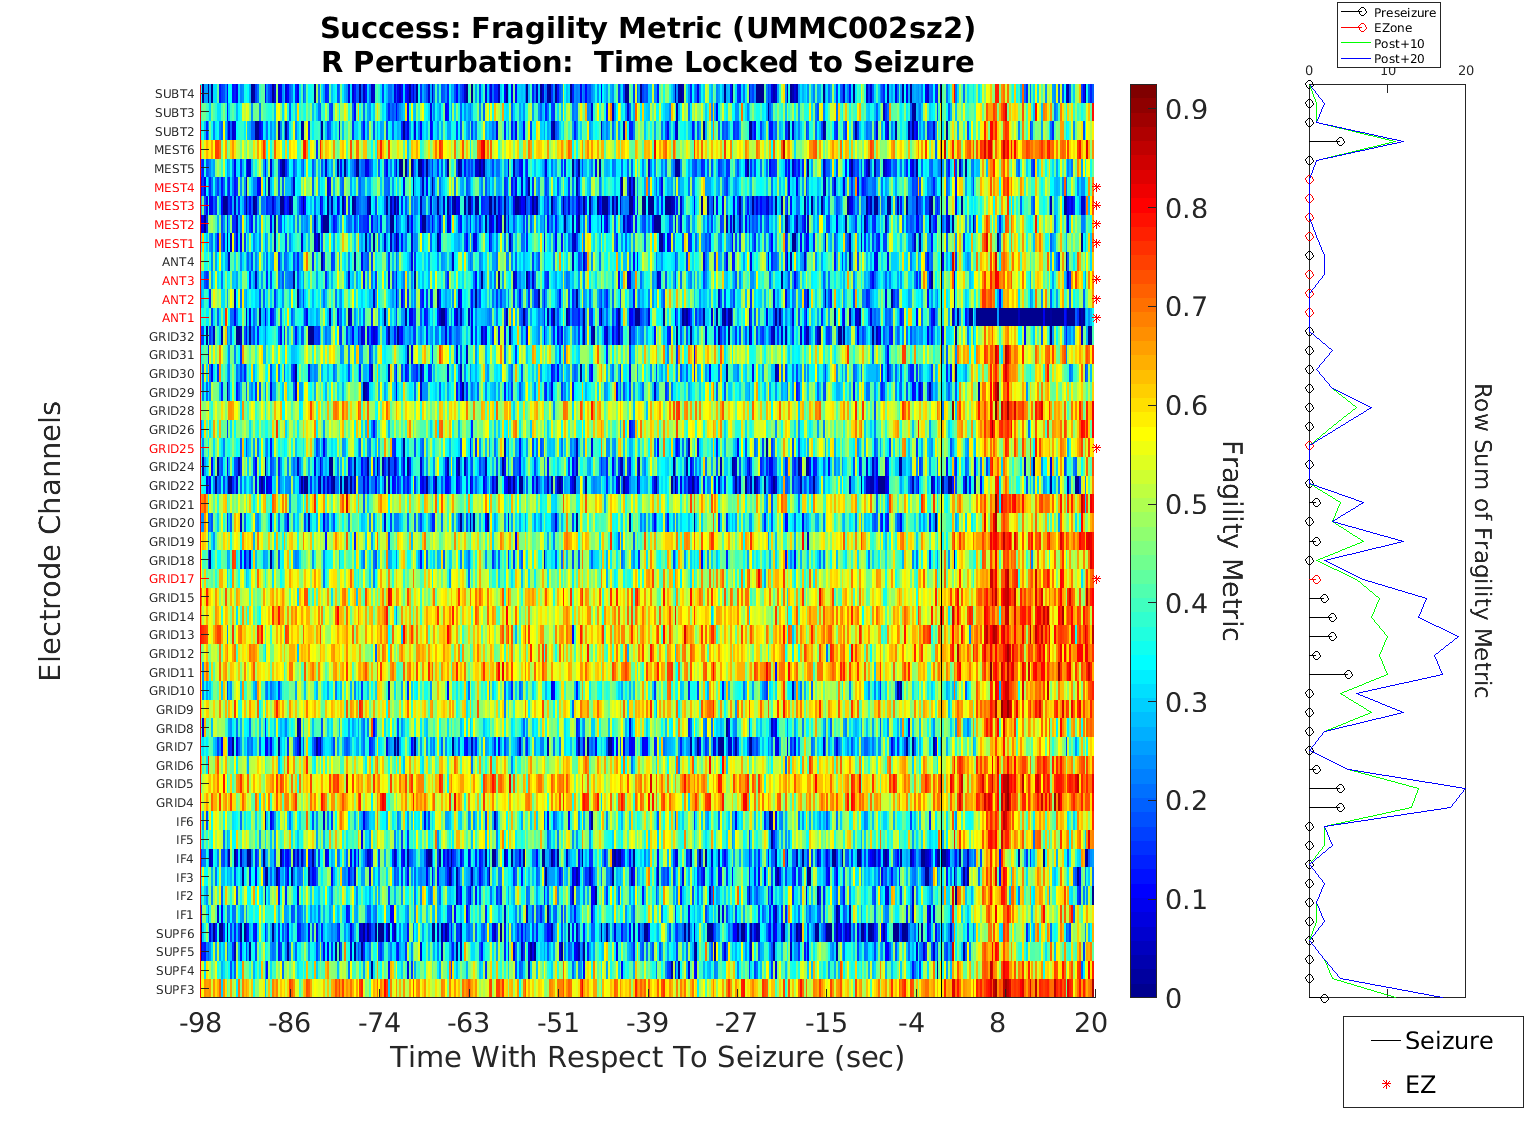 Success: Fragility Metric (UMMC002sz2)
R Perturbation:  Time Locked to Seizure
Preseizure
EZone
Post+10
Post+20
0
10
20
SUBT4
SUBT3
SUBT2
MEST6
MEST5
MEST4
MEST3
MEST2
MEST1
ANT4
ANT3
ANT2
ANT1
GRID32
GRID31
GRID30
GRID29
GRID28
GRID26
GRID25
GRID24
GRID22
GRID21
GRID20
GRID19
GRID18
GRID17
GRID15
GRID14
GRID13
GRID12
GRID11
GRID10
GRID9
GRID8
GRID7
GRID6
GRID5
GRID4
IF6
IF5
IF4
IF3
IF2
IF1
SUPF6
SUPF5
SUPF4
SUPF3
Electrode Channels
-98
-86
-74
-63
-51
-39
-27
-15
-4
8
20
Time With Respect To Seizure (sec)
0.9
0.8
0.7
0.6
0.5
0.4
0.3
0.2
0.1
0
Fragility Metric
Row Sum of Fragility Metric
Seizure
EZ